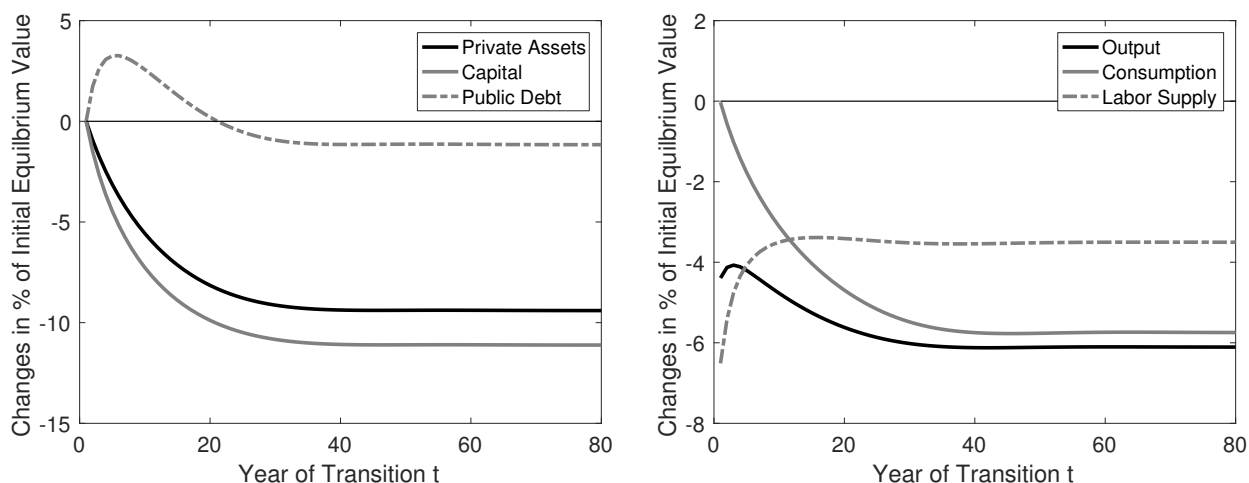 Changes in % of Initial Equilbrium Value
5
0
-5
-10
-15
Private Assets
Capital
Public Debt
0 20 40 60 80
Year of Transition t
Changes in % of Initial Equilbrium Value
2
0
-2
-4
-6
-8
Output
Consumption
Labor Supply
0 20 40 60 80
Year of Transition t